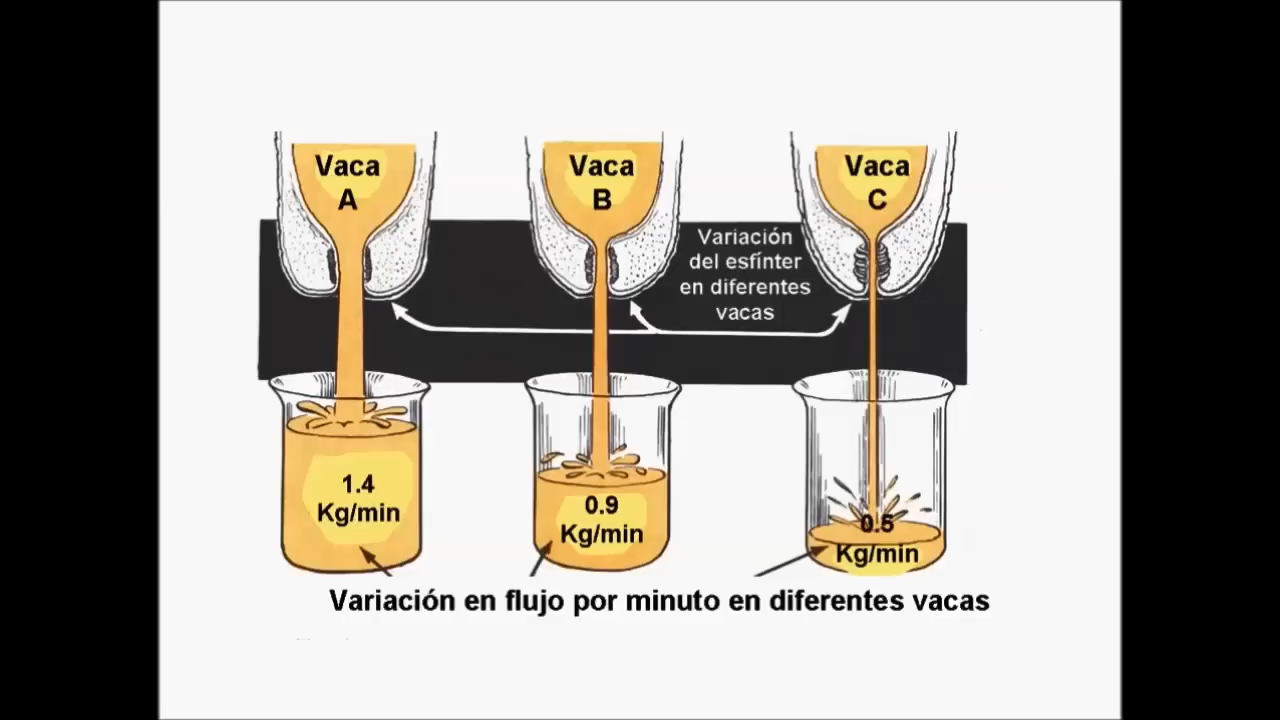 Vaca
A
Vaca
B
Vaca
C
Variación
del esfínter
en diferentes
vacas
1.4
Kg/min
0.9
Kg/min
0.5
Kg/min
Variación en flujo por minuto en diferentes vacas